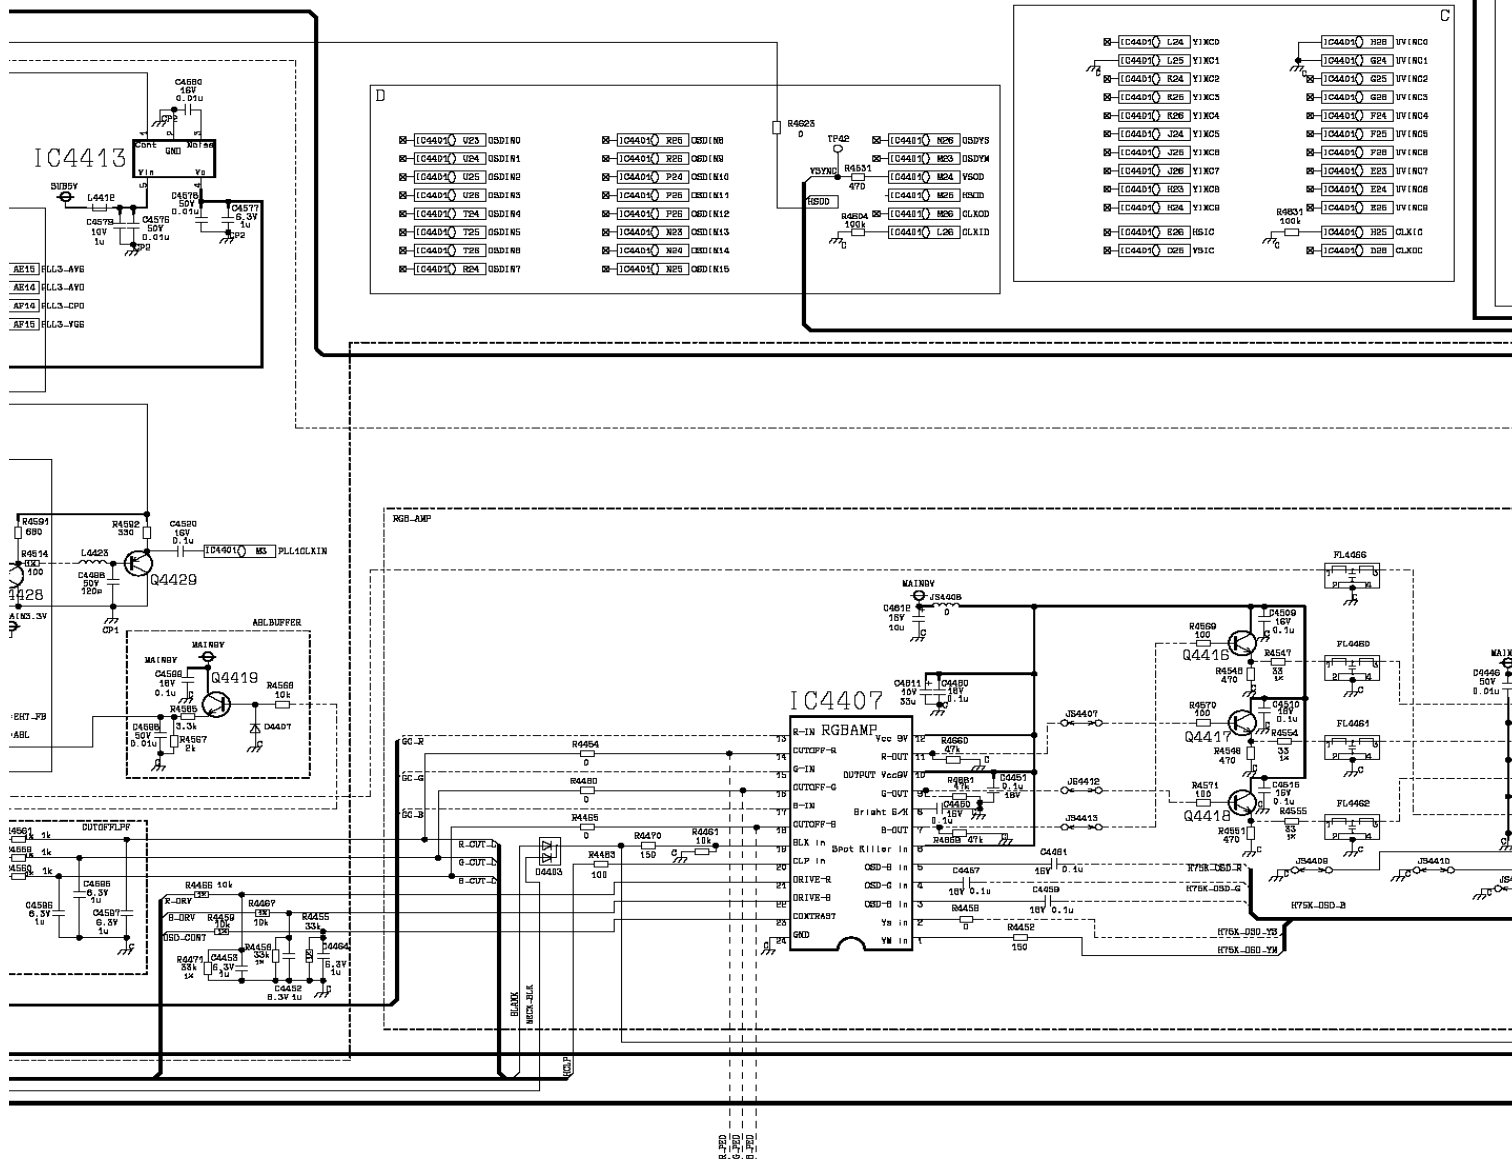 D
C
C4580
16V
0.01u
CP2
Cont
GND
Noise
Vin
Vo
IC4413
SUB5V
L4412
C4579
10V
1u
C4576
50V
0.01u
CP2
C4578
50V
0.01u
C4577
6.3V
1u
CP2
AE15 PLL3-AVG
AE14 PLL3-AVD
AF14 PLL3-CPO
AF15 PLL3-VGG
IC4401 U23 OSDIN0
IC4401 U24 OSDIN1
IC4401 U25 OSDIN2
IC4401 U26 OSDIN3
IC4401 T24 OSDIN4
IC4401 T25 OSDIN5
IC4401 T26 OSDIN6
IC4401 R24 OSDIN7
IC4401 R25 OSDIN8
IC4401 R26 OSDIN9
IC4401 P24 OSDIN10
IC4401 P25 OSDIN11
IC4401 P26 OSDIN12
IC4401 N23 OSDIN13
IC4401 N24 OSDIN14
IC4401 N25 OSDIN15
R4623
0
TP42
VSYNC
R4531
470
HSOD
R4604
100k
IC4401 N26 OSDYS
IC4401 M23 OSDYM
IC4401 M24 VSOD
IC4401 M25 HSOD
IC4401 M26 CLKOD
IC4401 L26 CLKID
IC4401 L24 YINC0
IC4401 L25 YINC1
IC4401 K24 YINC2
IC4401 K25 YINC3
IC4401 K26 YINC4
IC4401 J24 YINC5
IC4401 J25 YINC6
IC4401 J26 YINC7
IC4401 H23 YINC8
IC4401 H24 YINC9
IC4401 E26 HSIC
IC4401 D25 VSIC
IC4401 H26 UVINC0
IC4401 G24 UVINC1
IC4401 G25 UVINC2
IC4401 G26 UVINC3
IC4401 F24 UVINC4
IC4401 F25 UVINC5
IC4401 F26 UVINC6
IC4401 E23 UVINC7
IC4401 E24 UVINC8
IC4401 E25 UVINC9
R4631
100k
IC4401 H25 CLKIC
IC4401 D26 CLKOC
R4591
680
R4592
330
C4520
16V
0.1u
IC4401 M3 PLL1CLKIN
R4514
100
L4423
C4488
50V
120p
Q4429
CP1
ABLBUFFER
MAIN9V
MAIN9V
Q4419
C4599
16V
0.1u
R4568
10k
R4565
3.3k
C4598
50V
0.01u
R4567
2k
D4407
EHT-FB
ABL
RGB-AMP
MAIN9V
C4612
16V
10u
JS4408
0
C4611
10V
33u
C4480
16V
0.1u
IC4407
RGBAMP
R-IN
CUTOFF-R
G-IN
CUTOFF-G
B-IN
CUTOFF-B
BLK in
CLP in
DRIVE-R
DRIVE-B
CONTRAST
GND
Vcc 9V
R-OUT
OUTPUT Vcc9V
G-OUT
Bright S/H
B-OUT
Spot Killer in
OSD-R in
OSD-G in
OSD-B in
Ys in
YM in
R4660
47k
R4661
47k
C4451
0.1u
16V
C4450
16V
0.1u
47k
JS4407
JS4412
JS4413
R4569
100
Q4416
R4570
100
Q4417
R4571
100
Q4418
C4509
16V
0.1u
R4547
33
R4545
470
C4510
16V
0.1u
R4554
33
R4548
470
C4616
16V
0.1u
R4555
33
R4551
470
FL4466
FL4460
FL4461
FL4462
C4446
50V
0.01u
JS4409
JS4410
GC-R
GC-G
GC-B
R4454
0
R4480
0
R4465
0
R4470
150
R4461
10k
R4463
100
D4403
R-CUT-D
G-CUT-D
B-CUT-D
CUTOFFLPF
1k
1k
1k
C4596
6.3V
1u
C4595
6.3V
1u
C4597
6.3V
1u
R-DRV
B-DRV
OSD-CONT
R4466 10k
R4467
10k
R4459
10k
R4455
33k
R4471
33k
C4453
6.3V
1u
R4456
33k
C4452
6.3V 1u
C4464
6.3V
1u
BLANK
NECK-BLK
HCLP
C4461
16V 0.1u
C4457
16V 0.1u
C4459
16V 0.1u
R4458
0
R4452
150
H75K-OSD-R
H75K-OSD-G
H75K-OSD-B
H75K-OSD-YS
H75K-OSD-YM
R-PED
G-PED
B-PED